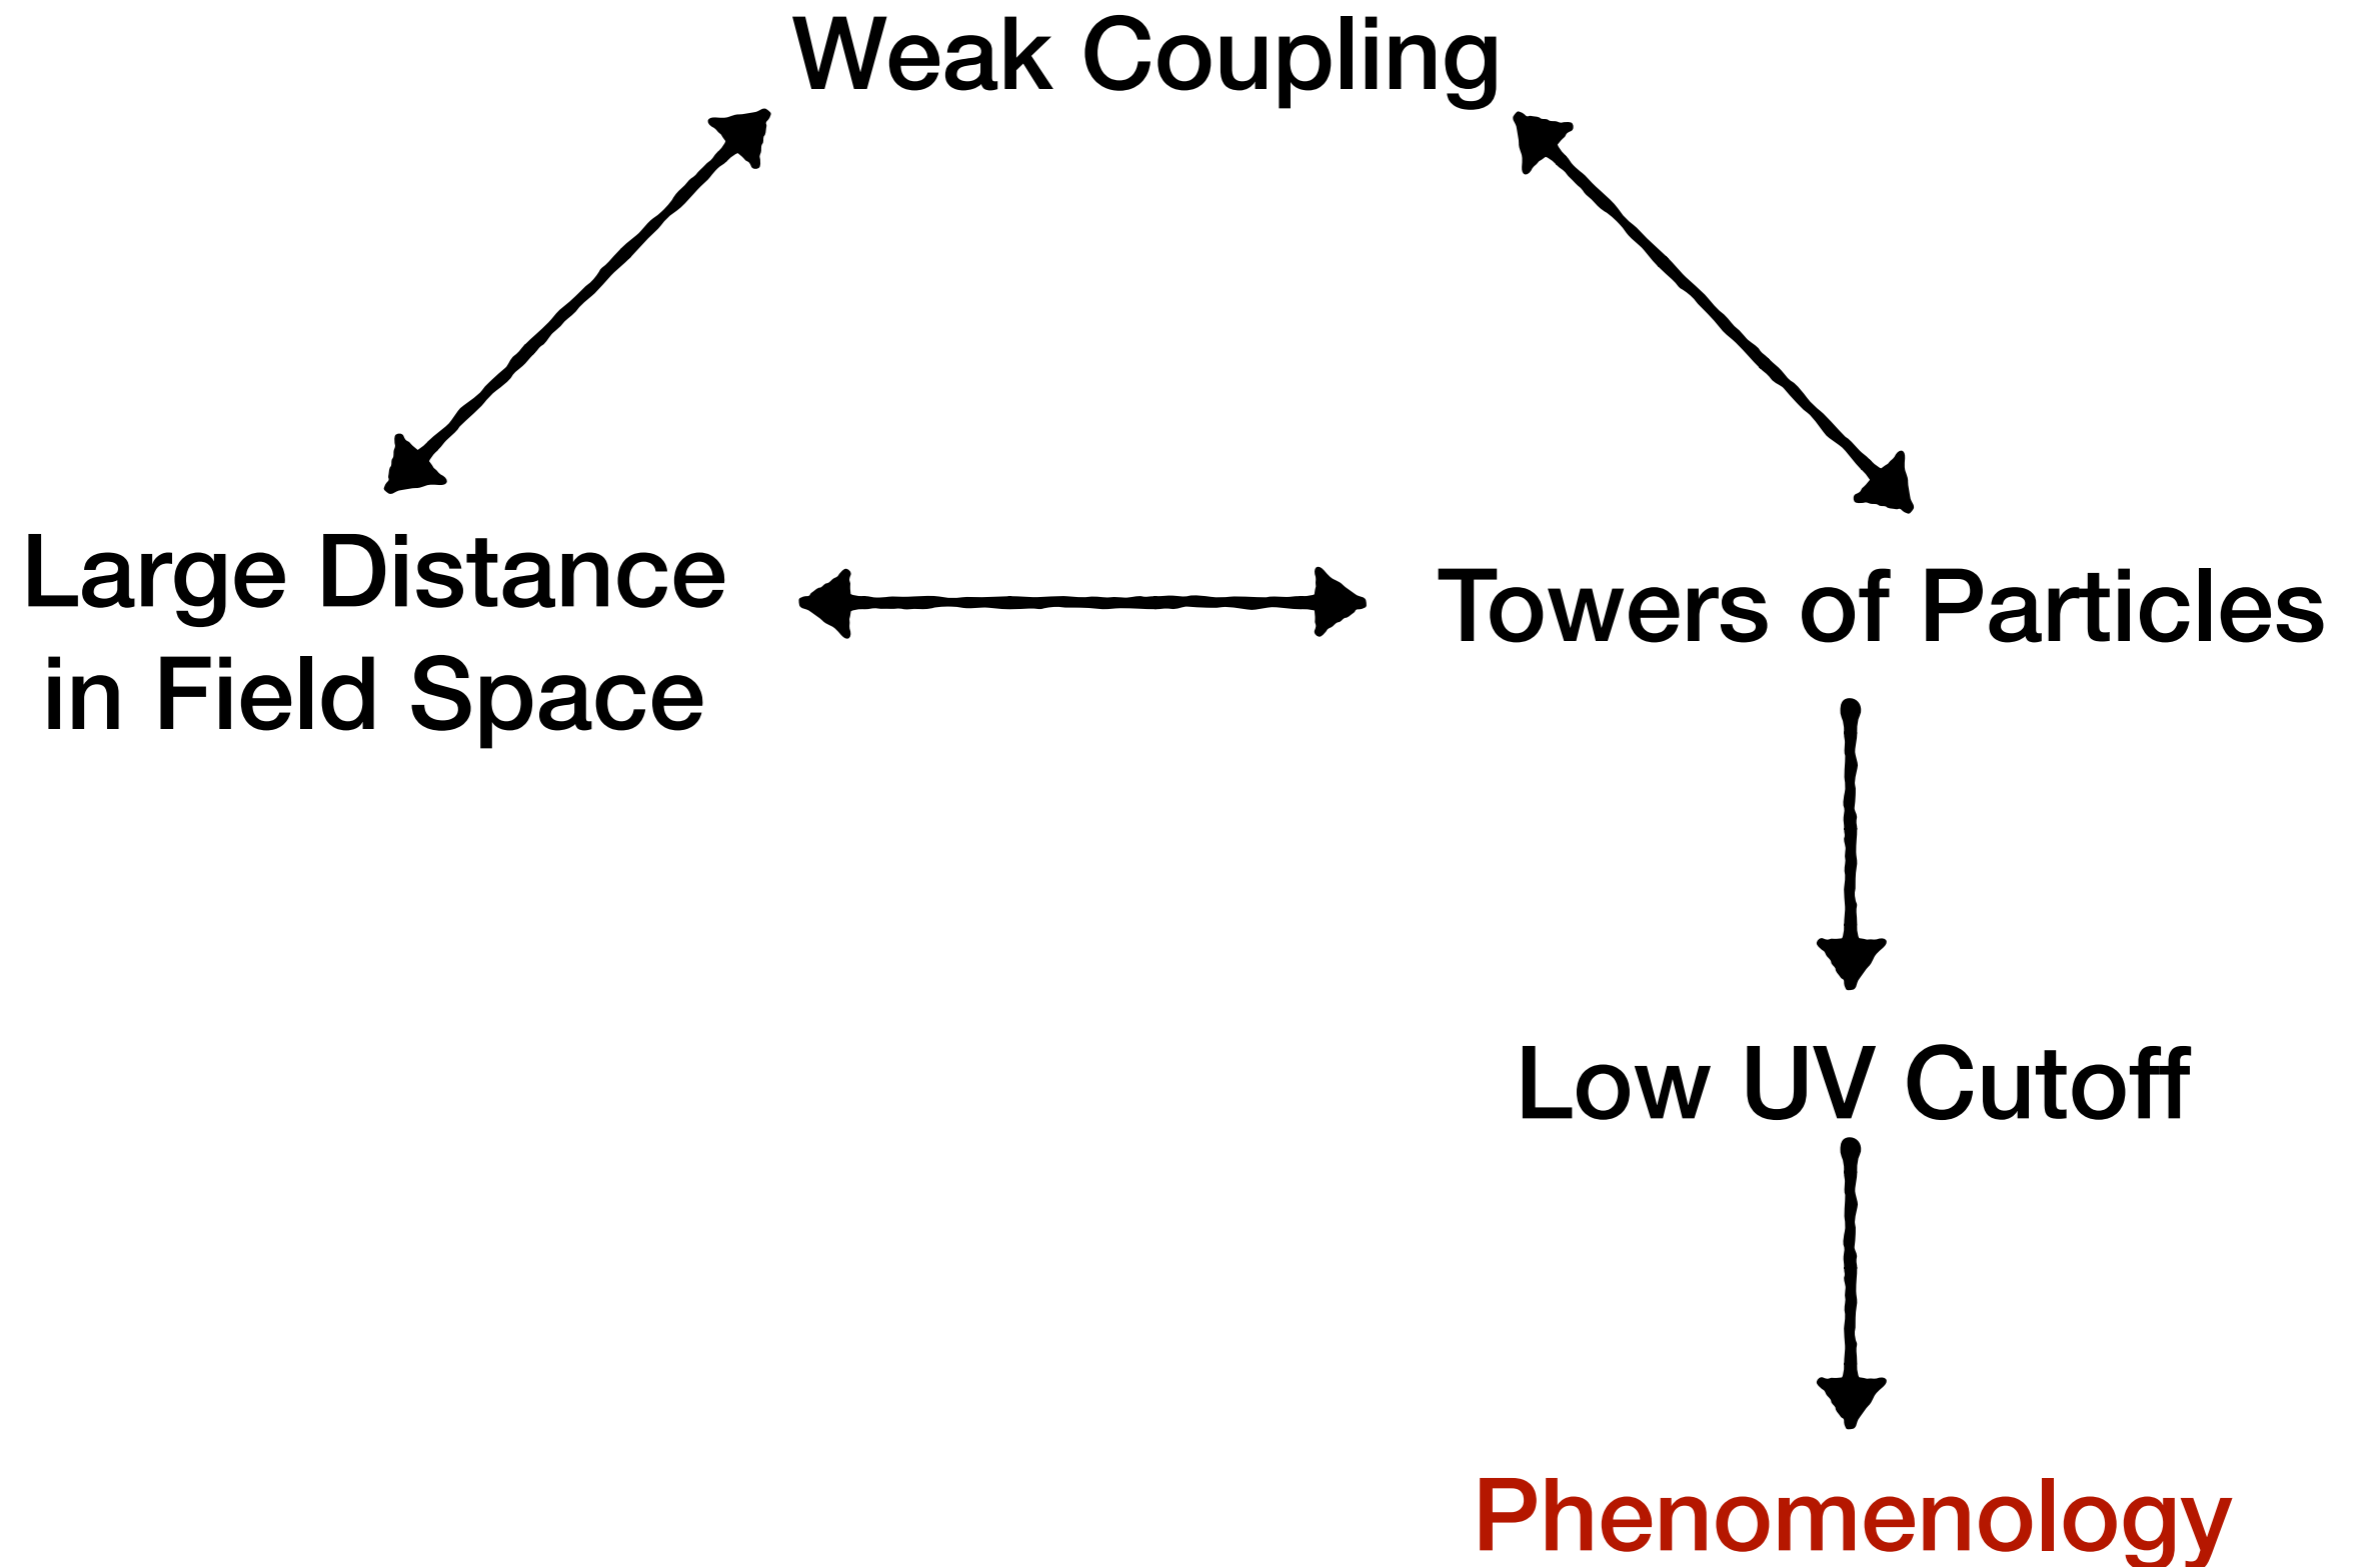 Weak Coupling
Large Distance
in Field Space
Towers of Particles
Low UV Cutoff
Phenomenology